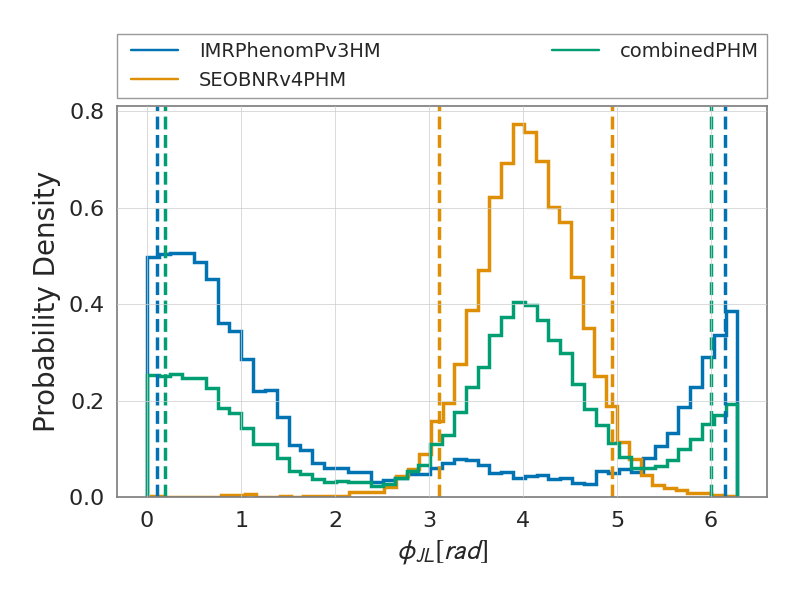 IMRPhenomPv3HM
SEOBNRv4PHM
combinedPHM
Probability Density
0.8
0.6
0.4
0.2
0.0
0 1 2 3 4 5 6
ϕJL[rad]